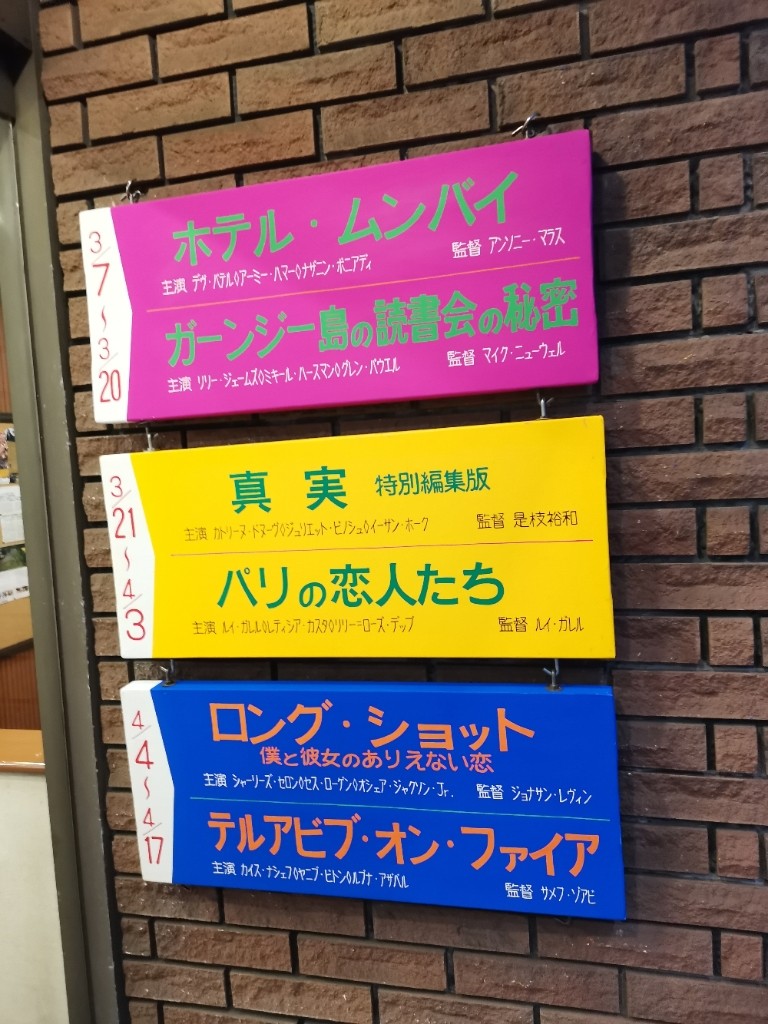 3/7〜3/20
ホテル・ムンバイ
主演 デヴ・パテル◇アーミー・ハマー◇ナザニン・ボニアディ 監督 アンソニー・マラス
ガーンジー島の読書会の秘密
主演 リリー・ジェームズ◇ミキール・ハースマン◇グレン・パウエル 監督 マイク・ニューウェル
3/21〜4/3
真実 特別編集版
主演 カトリーヌ・ドヌーヴ◇ジュリエット・ビノシュ◇イーサン・ホーク 監督 是枝裕和
パリの恋人たち
主演 ルイ・ガレル◇レティシア・カスタ◇リリー=ローズ・デップ 監督 ルイ・ガレル
4/4〜4/17
ロング・ショット
僕と彼女のありえない恋
主演 シャーリーズ・セロン◇セス・ローゲン◇オシェア・ジャクソン・Jr. 監督 ジョナサン・レヴィン
テルアビブ・オン・ファイア
主演 カイス・ナシェフ◇ヤニブ・ビトン◇ルブナ・アザバル 監督 サメフ・ゾアビ